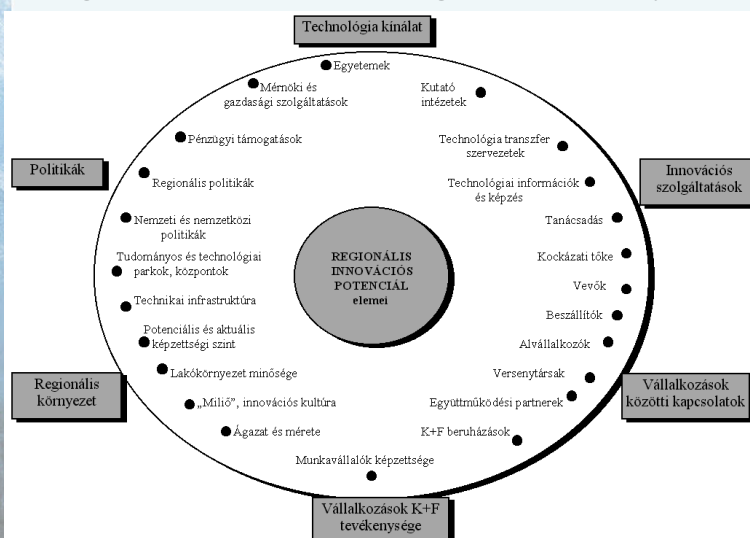 Technológia kínálat
Egyetemek
Mérnöki és
gazdasági szolgáltatások
Kutató
intézetek
Pénzügyi támogatások
Technológia transzfer
szervezetek
Politikák
Innovációs
szolgáltatások
Regionális politikák
Technológiai információk
és képzés
Nemzeti és nemzetközi
politikák
Tanácsadás
Tudományos és technológiai
parkok, központok
REGIONÁLIS
INNOVÁCIÓS
POTENCIÁL
elemei
Kockázati tőke
Vevők
Technikai infrastruktúra
Beszállítók
Potenciális és aktuális
képzettségi szint
Alvállalkozók
Lakókörnyezet minősége
Versenytársak
Regionális
környezet
Vállalkozások
közötti kapcsolatok
„Miliő”, innovációs kultúra
Együttműködési partnerek
Ágazat és mérete
K+F beruházások
Munkavállalók képzettsége
Vállalkozások K+F
tevékenysége